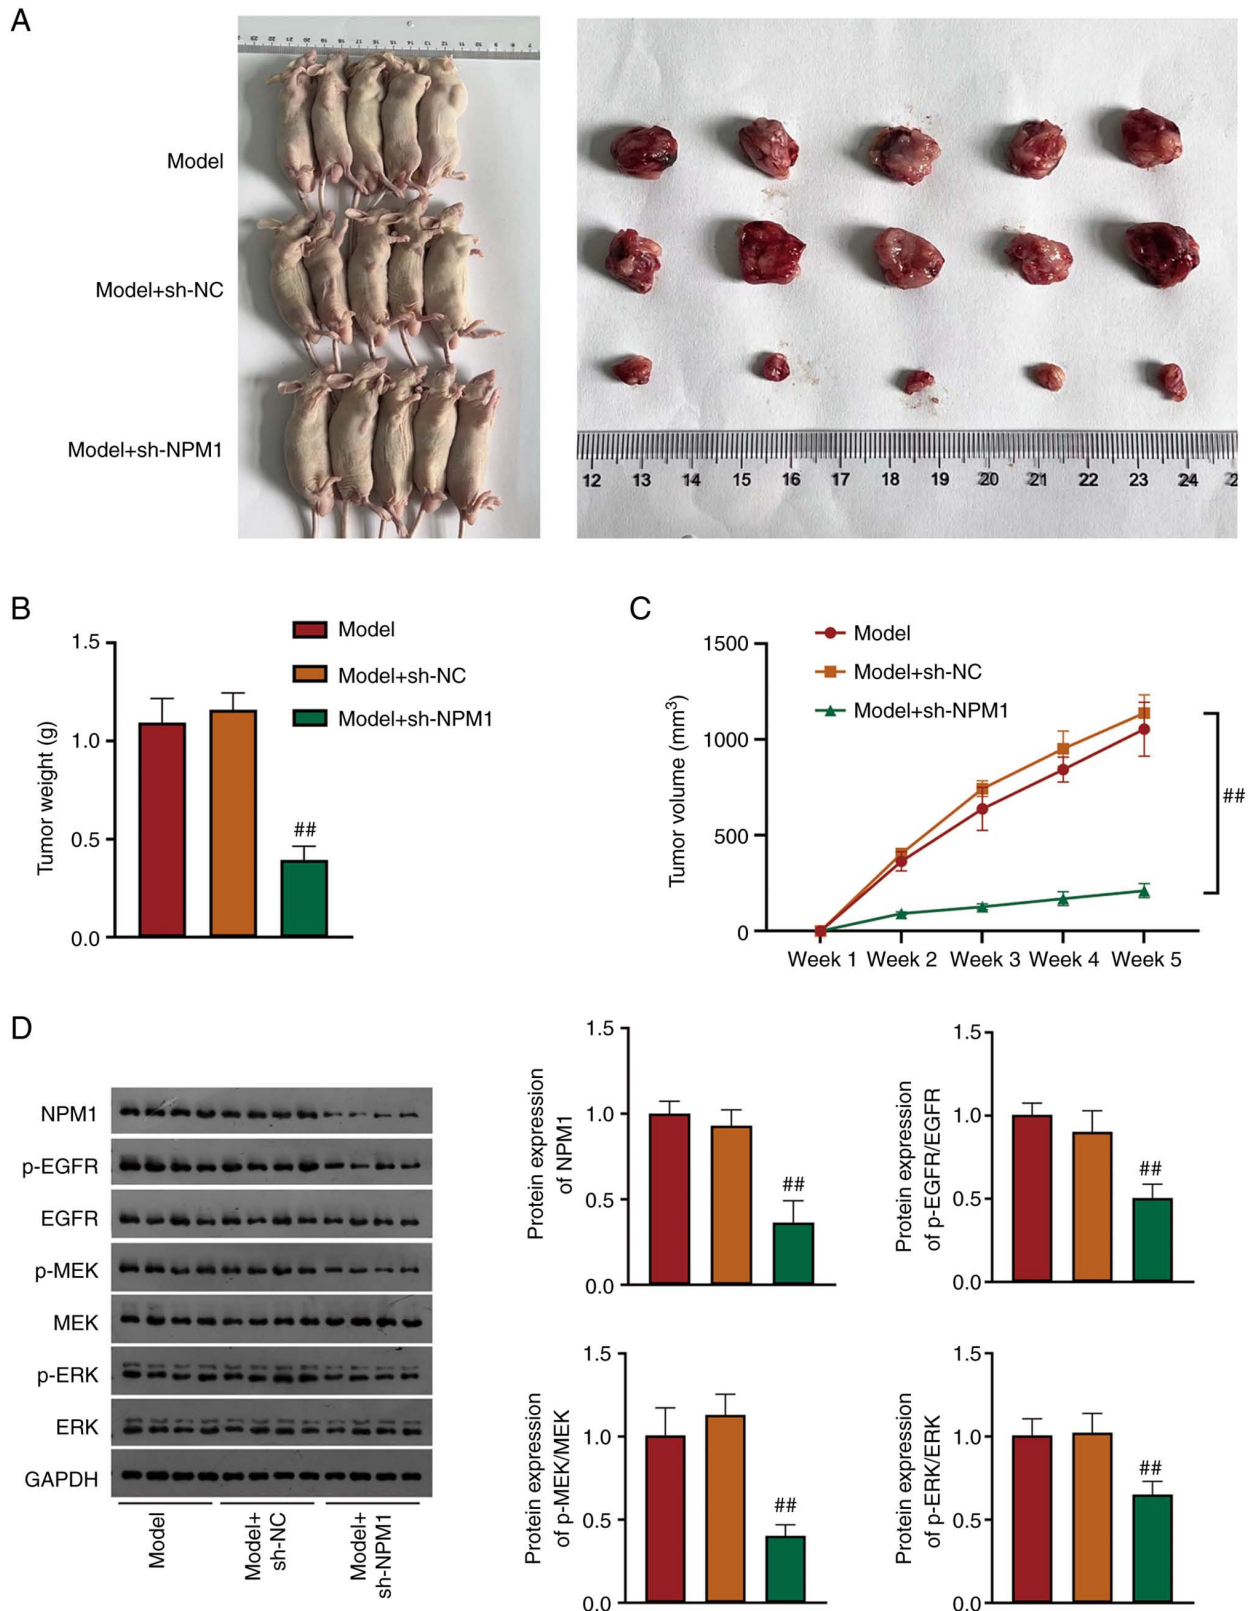 A
Model
Model+sh-NC
Model+sh-NPM1
12 13 14 15 16 17 18 19 20 21 22 23 24 2
B
Tumor weight (g)
1.5
1.0
0.5
0.0
##
Model
Model+sh-NC
Model+sh-NPM1
C
Tumor volume (mm³)
1500
1000
500
0
Model
Model+sh-NC
Model+sh-NPM1
##
Week 1 Week 2 Week 3 Week 4 Week 5
D
NPM1
p-EGFR
EGFR
p-MEK
MEK
p-ERK
ERK
GAPDH
Model
Model+
sh-NC
Model+
sh-NPM1
Protein expression
of NPM1
1.5
1.0
0.5
0.0
##
Protein expression
of p-EGFR/EGFR
1.5
1.0
0.5
0.0
##
Protein expression
of p-MEK/MEK
1.5
1.0
0.5
0.0
##
Protein expression
of p-ERK/ERK
1.5
1.0
0.5
0.0
##